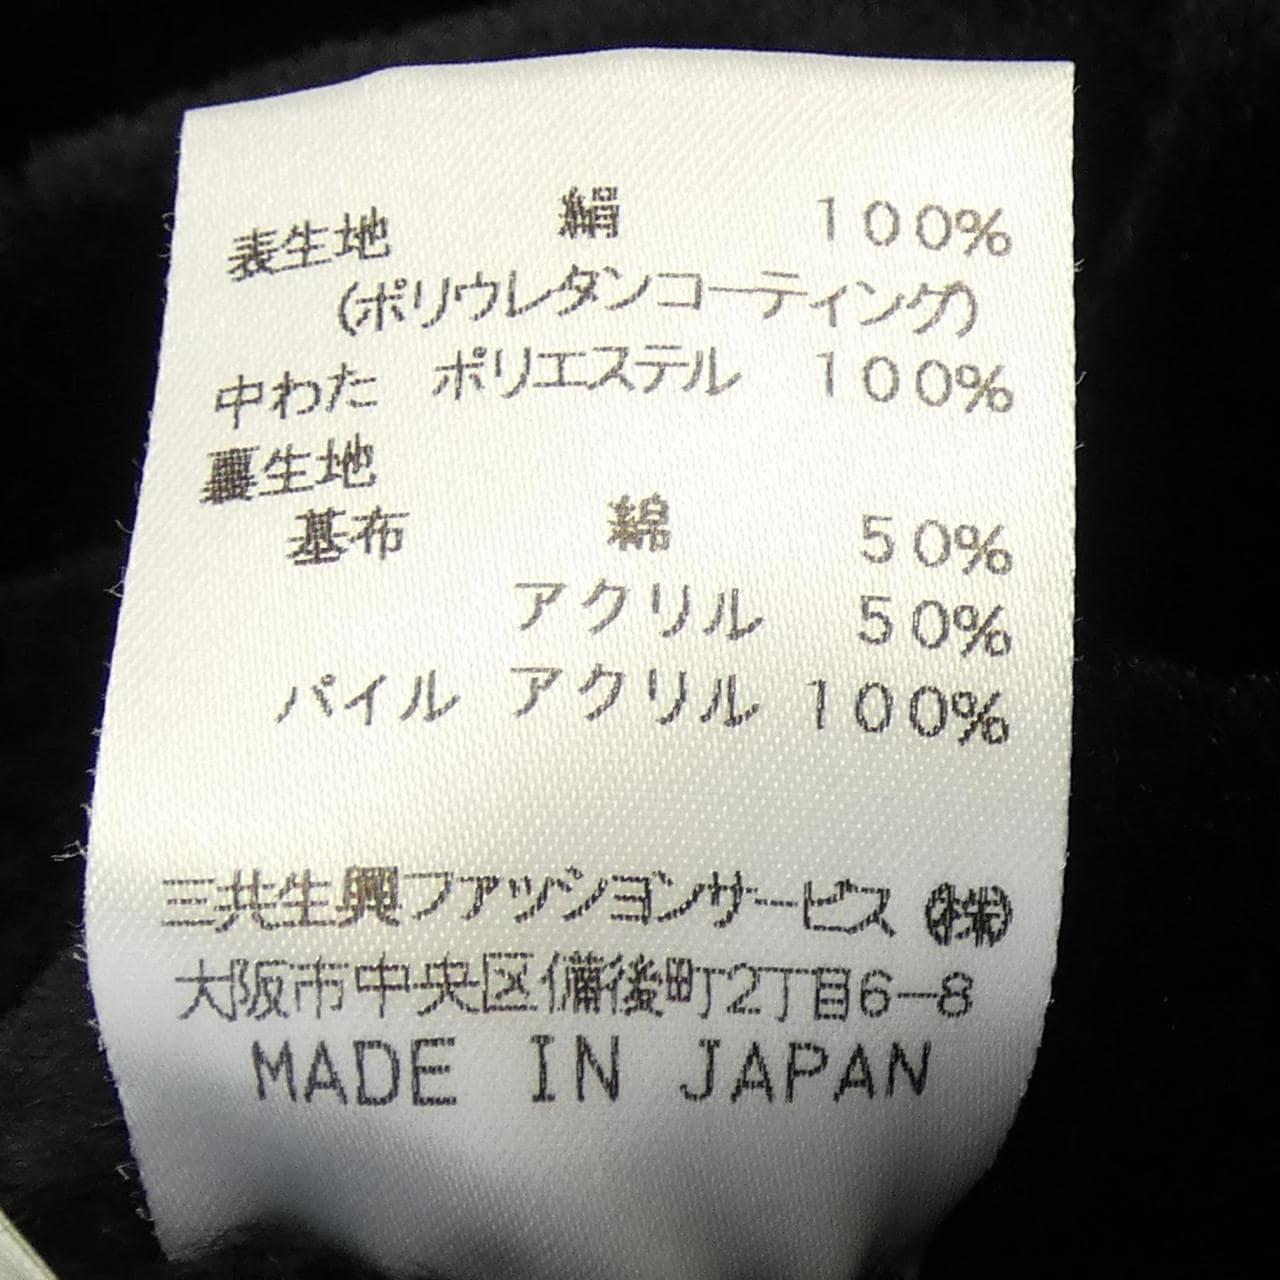 表生地 絹 100%
(ポリウレタンコーティング)
中わた ポリエステル 100%
裏生地
基布 綿 50%
アクリル 50%
パイル アクリル 100%
三共生興ファッションサービス ㈱
大阪市中央区備後町2丁目6-8
MADE IN JAPAN